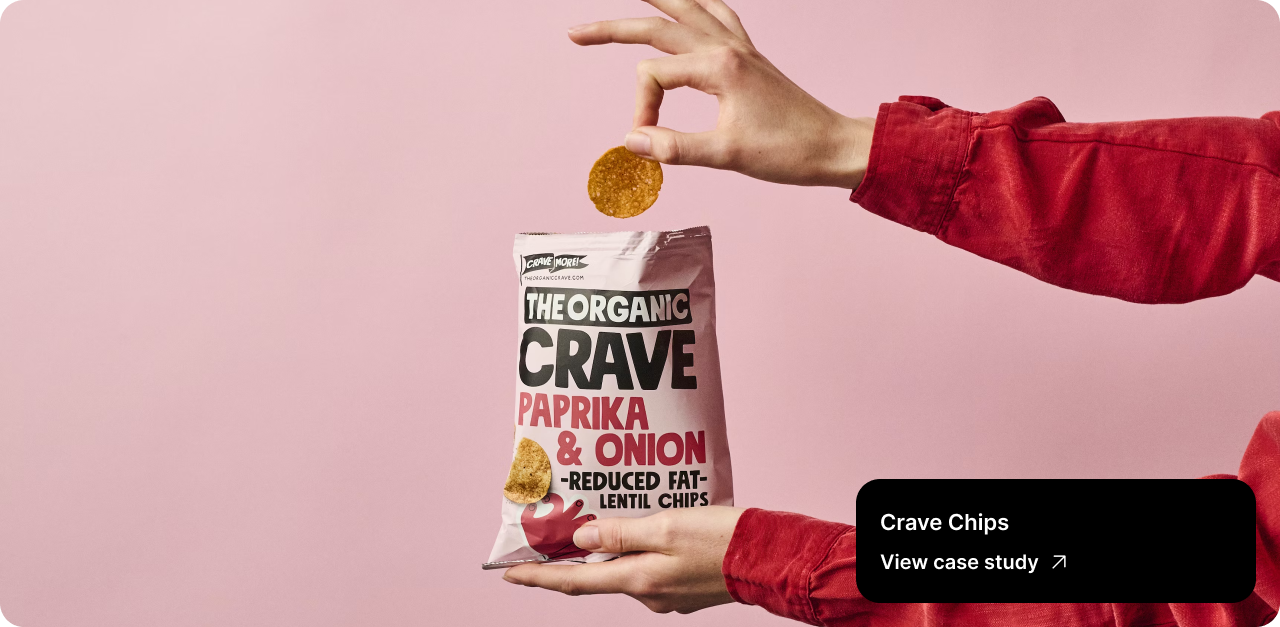 CRAVE MORE!
THEORGANICCRAVE.COM
THE ORGANIC
CRAVE
PAPRIKA
& ONION
-REDUCED FAT-
LENTIL CHIPS
Crave Chips
View case study